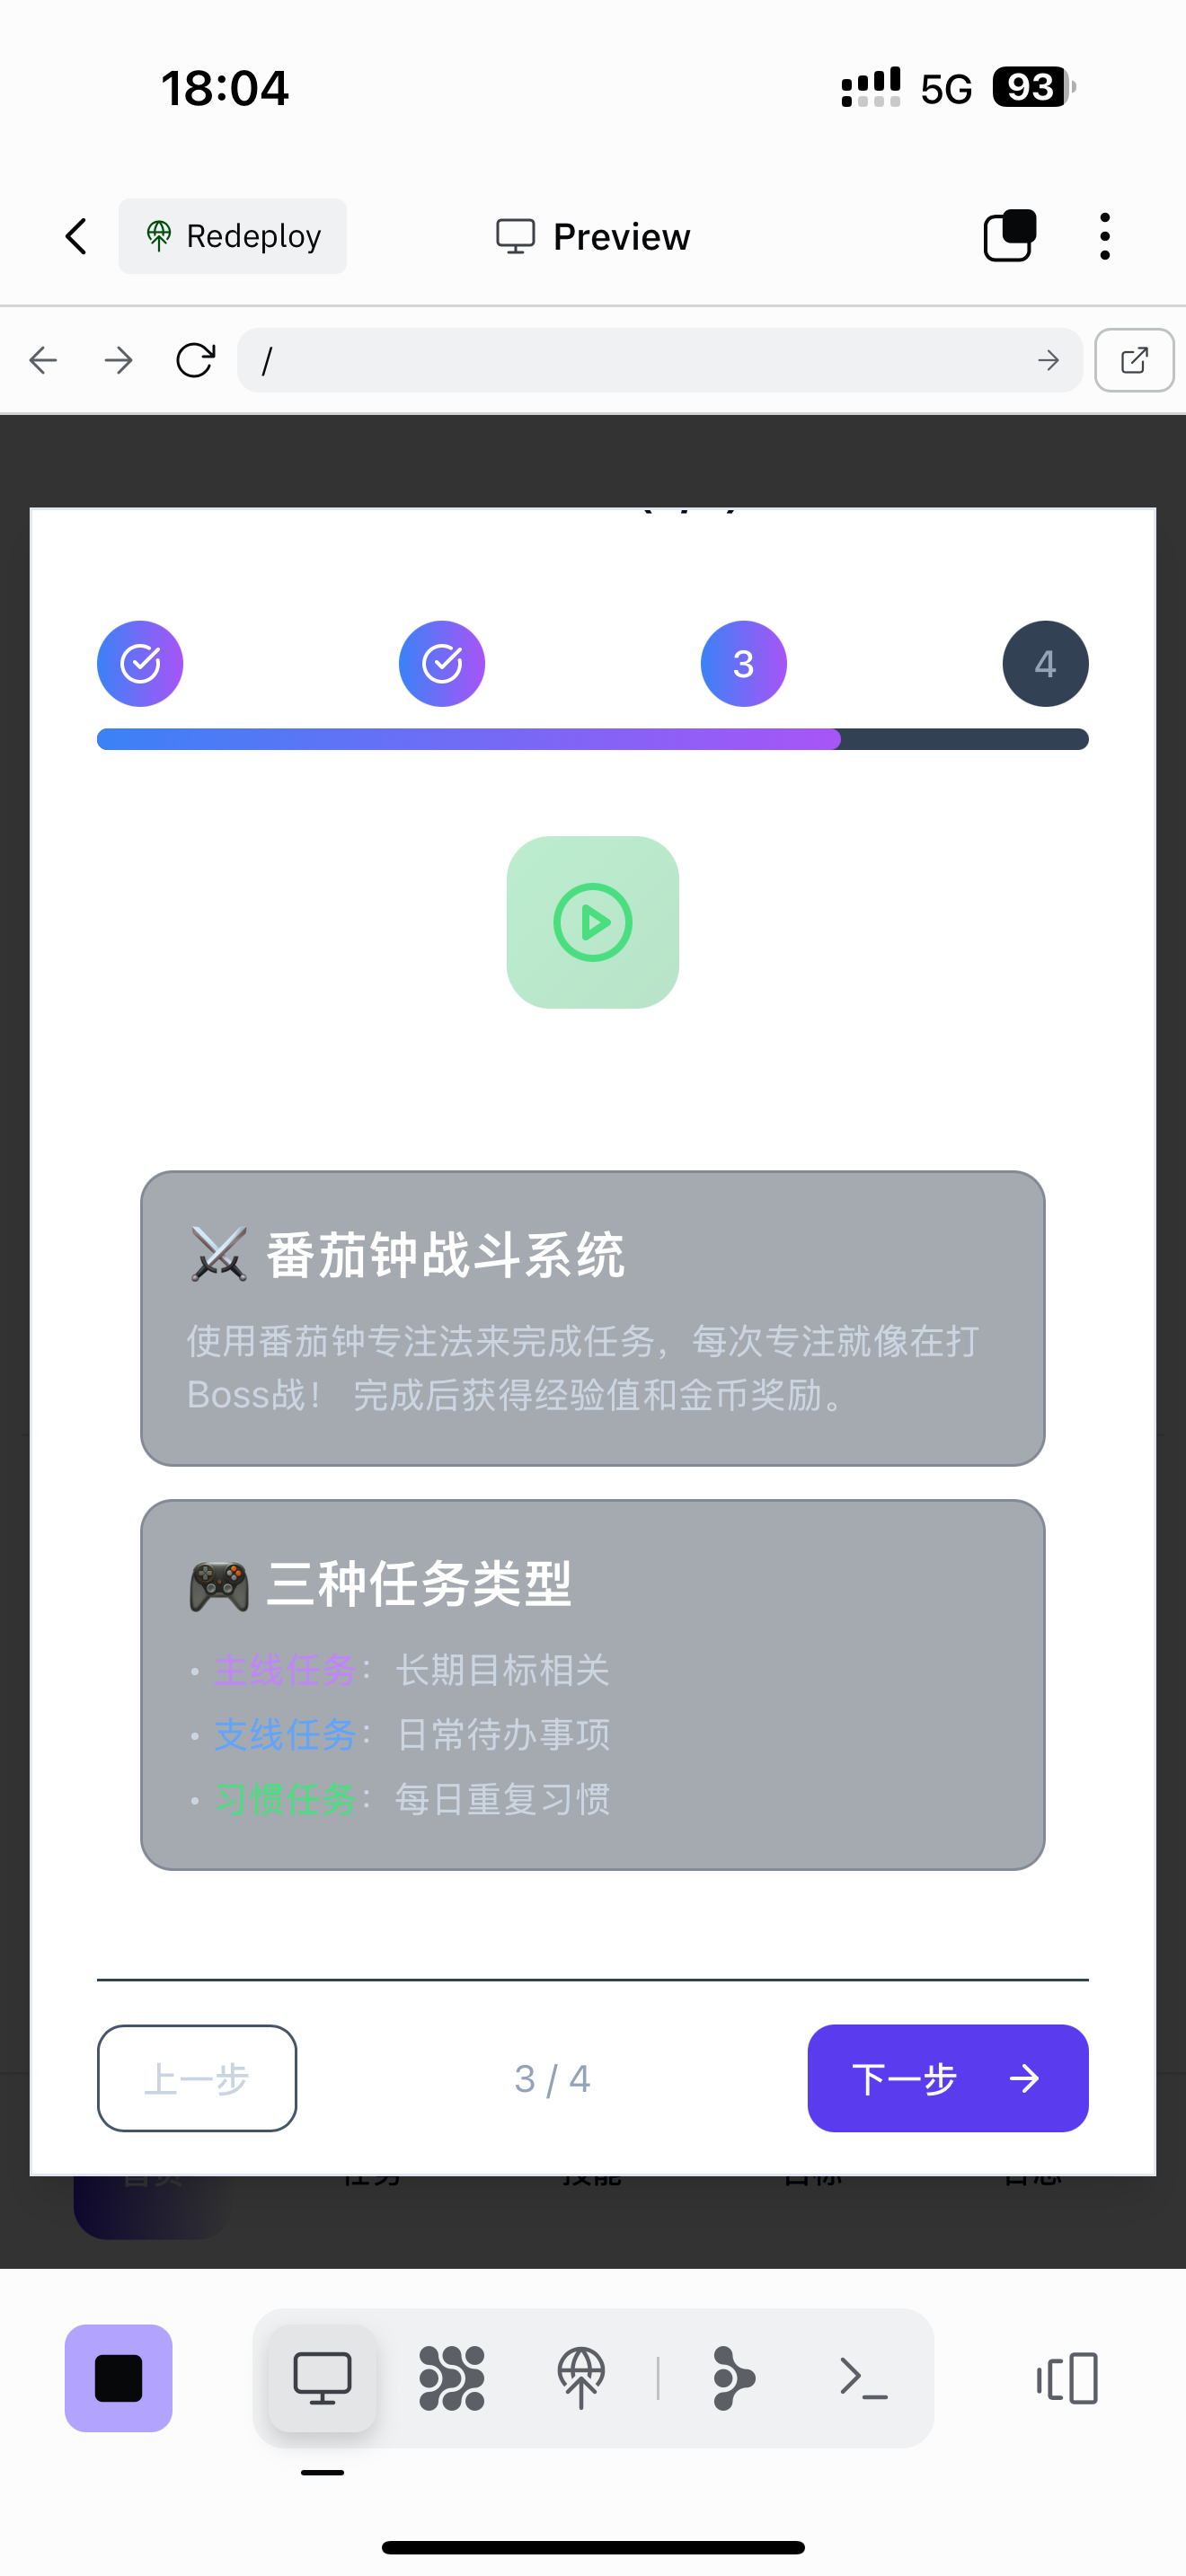 18:04
5G
93
Redeploy
Preview
/
3
4
⚔️ 番茄钟战斗系统
使用番茄钟专注法来完成任务，每次专注就像在打
Boss战！ 完成后获得经验值和金币奖励。
🎮 三种任务类型
• 主线任务：长期目标相关
• 支线任务：日常待办事项
• 习惯任务：每日重复习惯
上一步
3 / 4
下一步